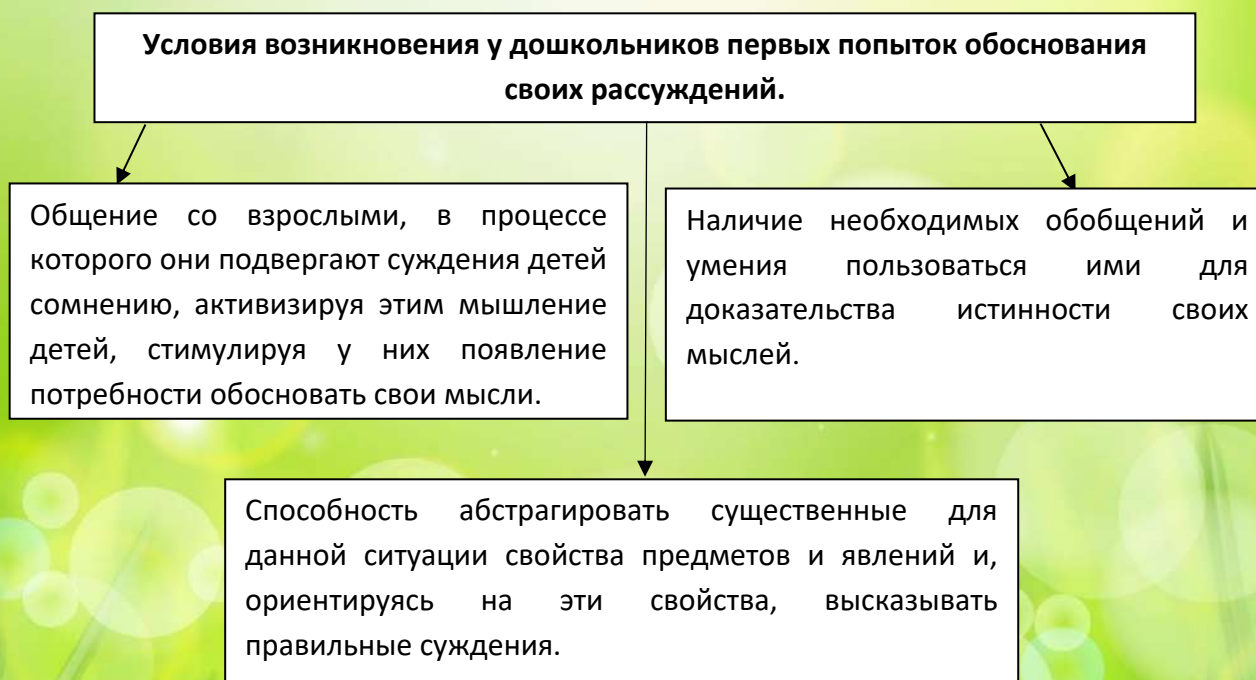 Условия возникновения у дошкольников первых попыток обоснования
своих рассуждений.
Общение со взрослыми, в процессе
которого они подвергают суждения детей
сомнению, активизируя этим мышление
детей, стимулируя у них появление
потребности обосновать свои мысли.
Наличие необходимых обобщений и
умения пользоваться ими для
доказательства истинности своих
мыслей.
Способность абстрагировать существенные для
данной ситуации свойства предметов и явлений и,
ориентируясь на эти свойства, высказывать
правильные суждения.